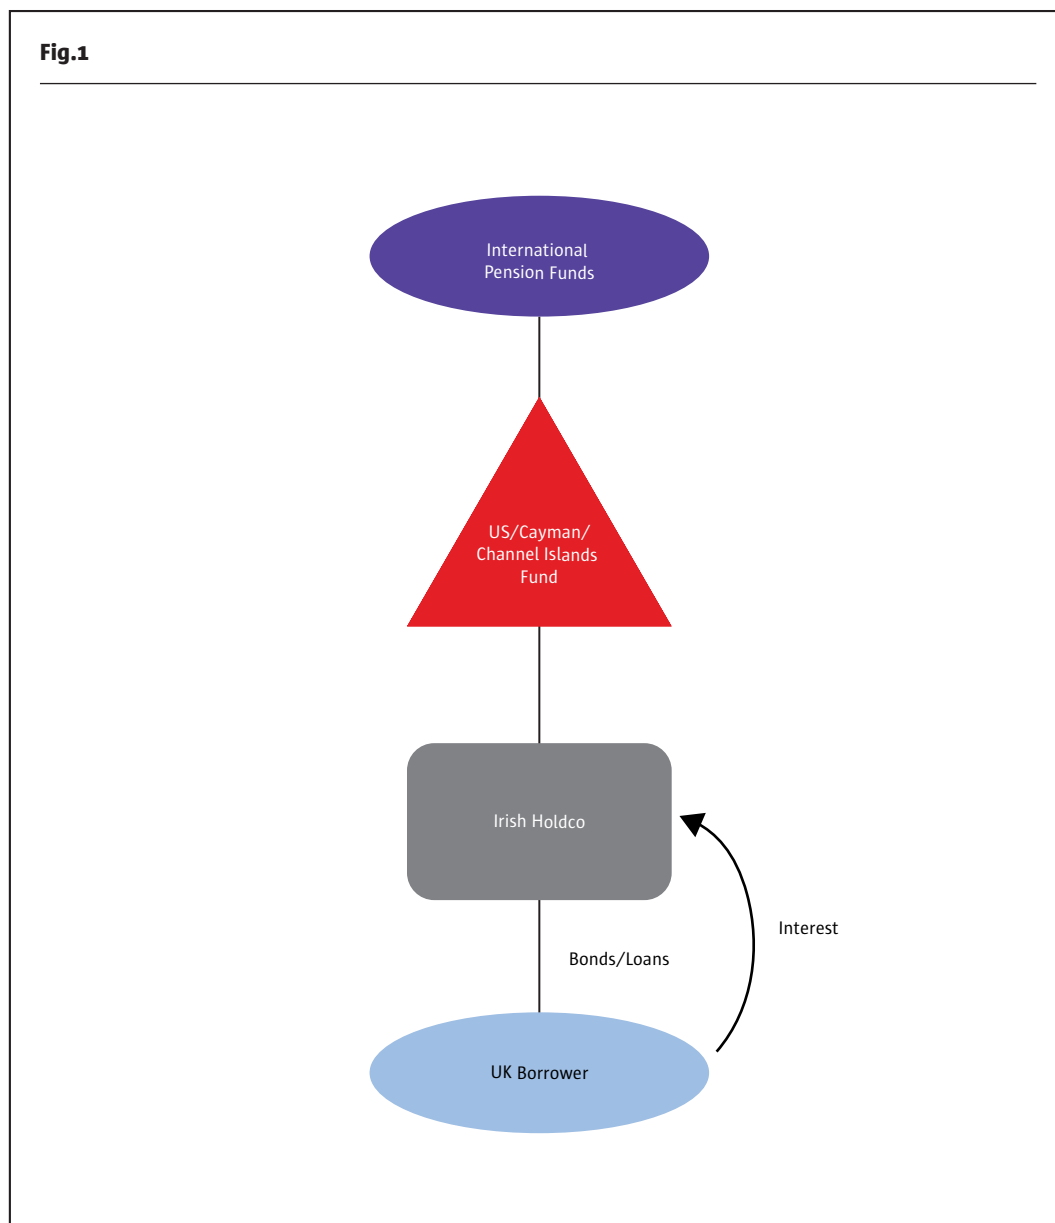 Fig.1
International
Pension Funds
US/Cayman/
Channel Islands
Fund
Irish Holdco
Interest
Bonds/Loans
UK Borrower